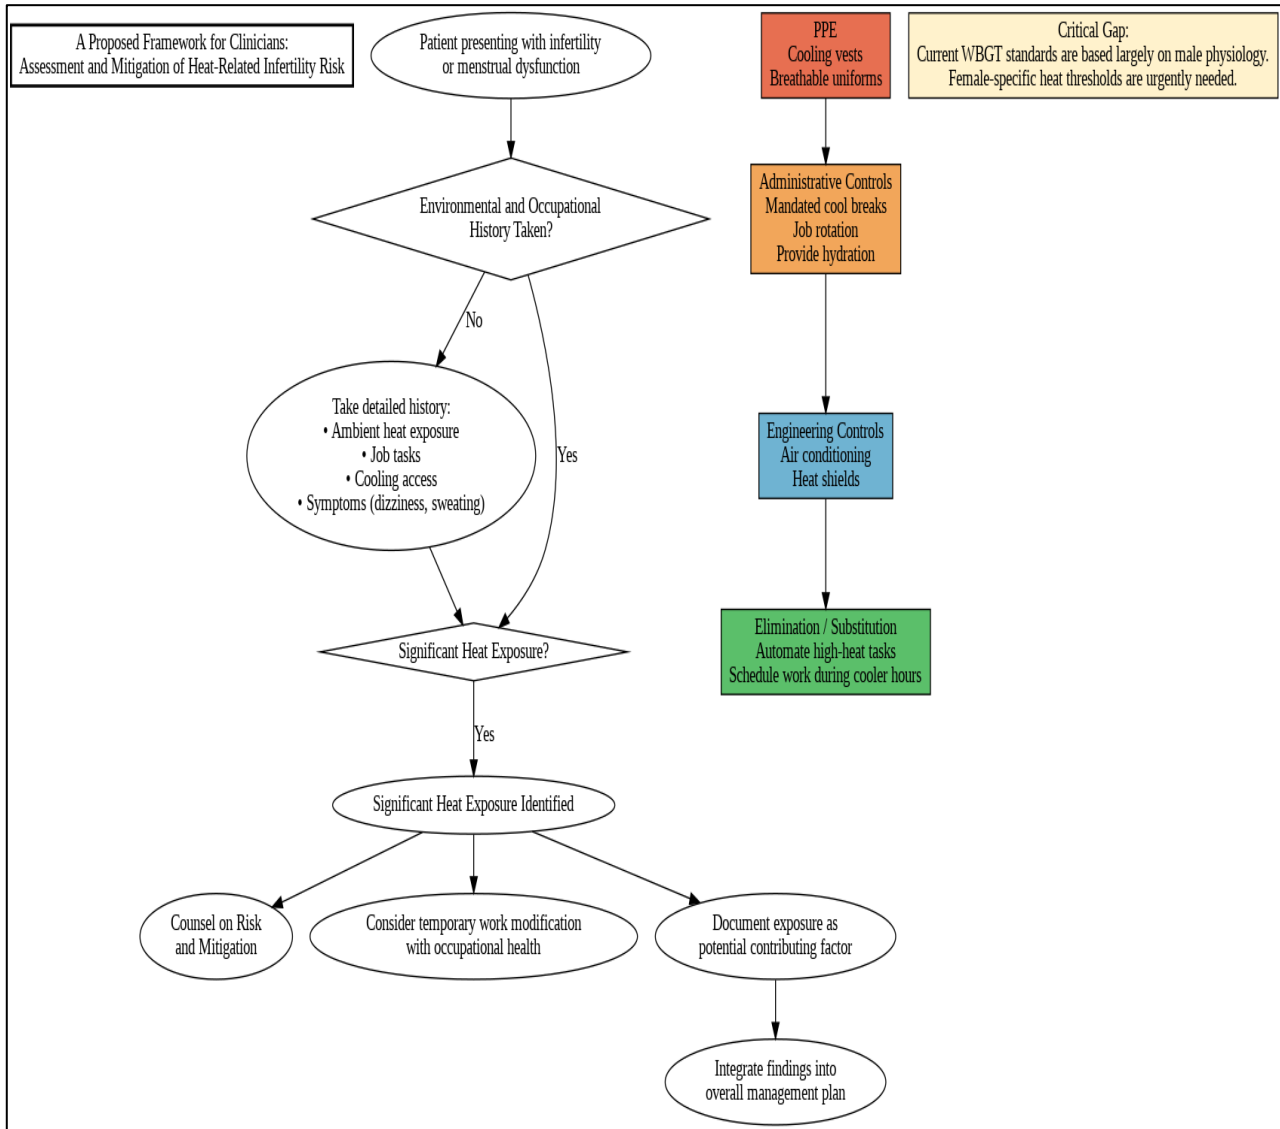 A Proposed Framework for Clinicians:
Assessment and Mitigation of Heat-Related Infertility Risk
Patient presenting with infertility
or menstrual dysfunction
Environmental and Occupational
History Taken?
No
Yes
Take detailed history:
• Ambient heat exposure
• Job tasks
• Cooling access
• Symptoms (dizziness, sweating)
Significant Heat Exposure?
Yes
Significant Heat Exposure Identified
Counsel on Risk
and Mitigation
Consider temporary work modification
with occupational health
Document exposure as
potential contributing factor
Integrate findings into
overall management plan
PPE
Cooling vests
Breathable uniforms
Administrative Controls
Mandated cool breaks
Job rotation
Provide hydration
Engineering Controls
Air conditioning
Heat shields
Elimination / Substitution
Automate high-heat tasks
Schedule work during cooler hours
Critical Gap:
Current WBGT standards are based largely on male physiology.
Female-specific heat thresholds are urgently needed.